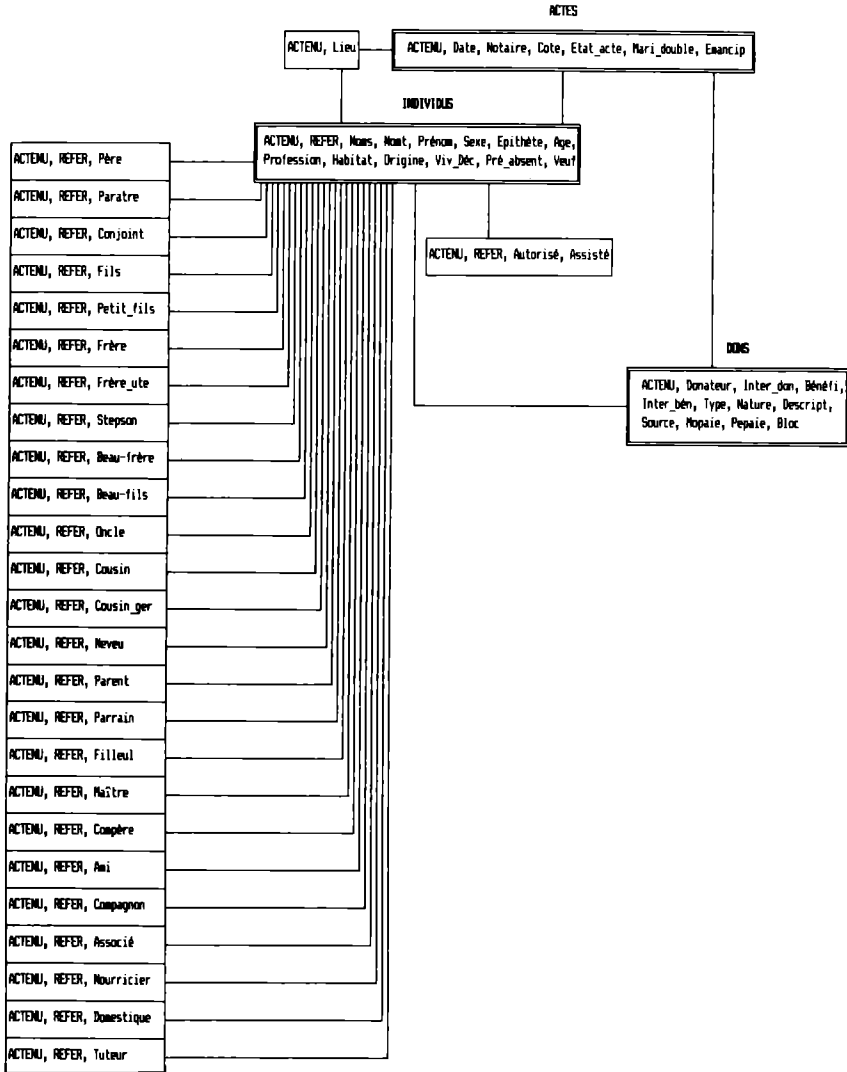 ACTES
ACTENU, Lieu
ACTENU, Date, Notaire, Cote, Etat_acte, Mari_double, Emancip
INDIVIDUS
ACTENU, REFER, Noms, Nomt, Prénom, Sexe, Epithète, Age,
Profession, Habitat, Origine, Viv_Déc, Pré_absent, Veuf
ACTENU, REFER, Père
ACTENU, REFER, Paratre
ACTENU, REFER, Conjoint
ACTENU, REFER, Fils
ACTENU, REFER, Petit_fils
ACTENU, REFER, Frère
ACTENU, REFER, Frère_ute
ACTENU, REFER, Stepson
ACTENU, REFER, Beau-frère
ACTENU, REFER, Beau-fils
ACTENU, REFER, Oncle
ACTENU, REFER, Cousin
ACTENU, REFER, Cousin_ger
ACTENU, REFER, Neveu
ACTENU, REFER, Parent
ACTENU, REFER, Parrain
ACTENU, REFER, Filleul
ACTENU, REFER, Maître
ACTENU, REFER, Compère
ACTENU, REFER, Ami
ACTENU, REFER, Compagnon
ACTENU, REFER, Associé
ACTENU, REFER, Nourricier
ACTENU, REFER, Domestique
ACTENU, REFER, Tuteur
ACTENU, REFER, Autorisé, Assisté
DONS
ACTENU, Donateur, Inter_don, Bénéfi,
Inter_bén, Type, Nature, Descript,
Source, Mopaie, Pepaie, Bloc